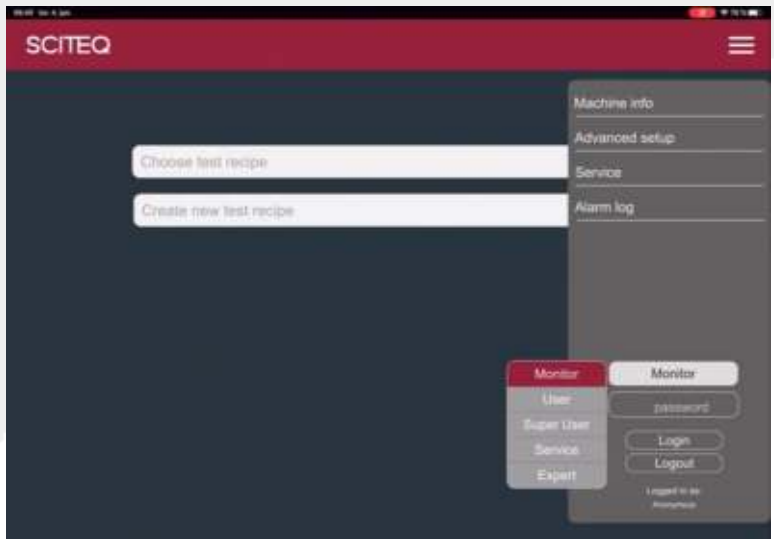 SCITEQ
Machine info
Advanced setup
Choose test recipe
Service
Create new test recipe
Alarm log
Monitor
Monitor
User
password
Super User
Login
Service
Logout
Expert
Logged in as:
Anonymous